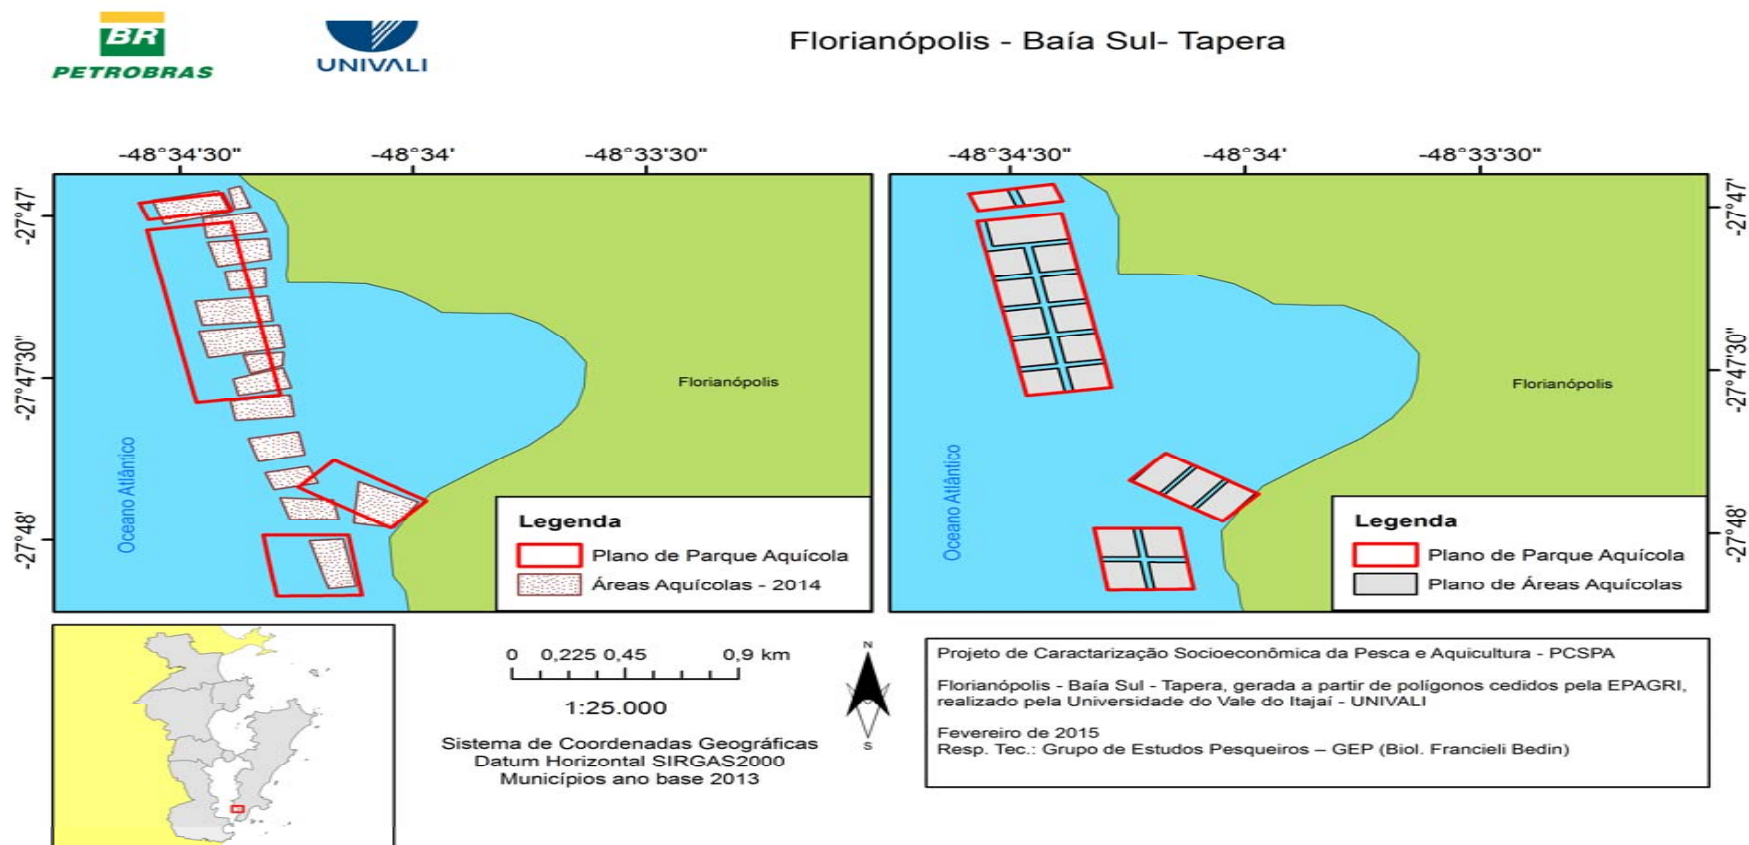 BR
PETROBRAS
UNIVALI
Florianópolis - Baía Sul- Tapera
-48°34'30"
-48°34'
-48°33'30"
-48°34'30"
-48°34'
-48°33'30"
-27°47'
-27°47'30"
-27°48'
Oceano Atlântico
Florianópolis
Legenda
Plano de Parque Aquícola
Áreas Aquícolas - 2014
Oceano Atlântico
Florianópolis
Legenda
Plano de Parque Aquícola
Plano de Áreas Aquícolas
-27°47'
-27°47'30"
-27°48'
0 0,225 0,45 0,9 km
1:25.000
Sistema de Coordenadas Geográficas
Datum Horizontal SIRGAS2000
Municípios ano base 2013
N
S
Projeto de Caractarização Socioeconômica da Pesca e Aquicultura - PCSPA
Florianópolis - Baía Sul - Tapera, gerada a partir de polígonos cedidos pela EPAGRI,
realizado pela Universidade do Vale do Itajaí - UNIVALI
Fevereiro de 2015
Resp. Tec.: Grupo de Estudos Pesqueiros – GEP (Biol. Francieli Bedin)